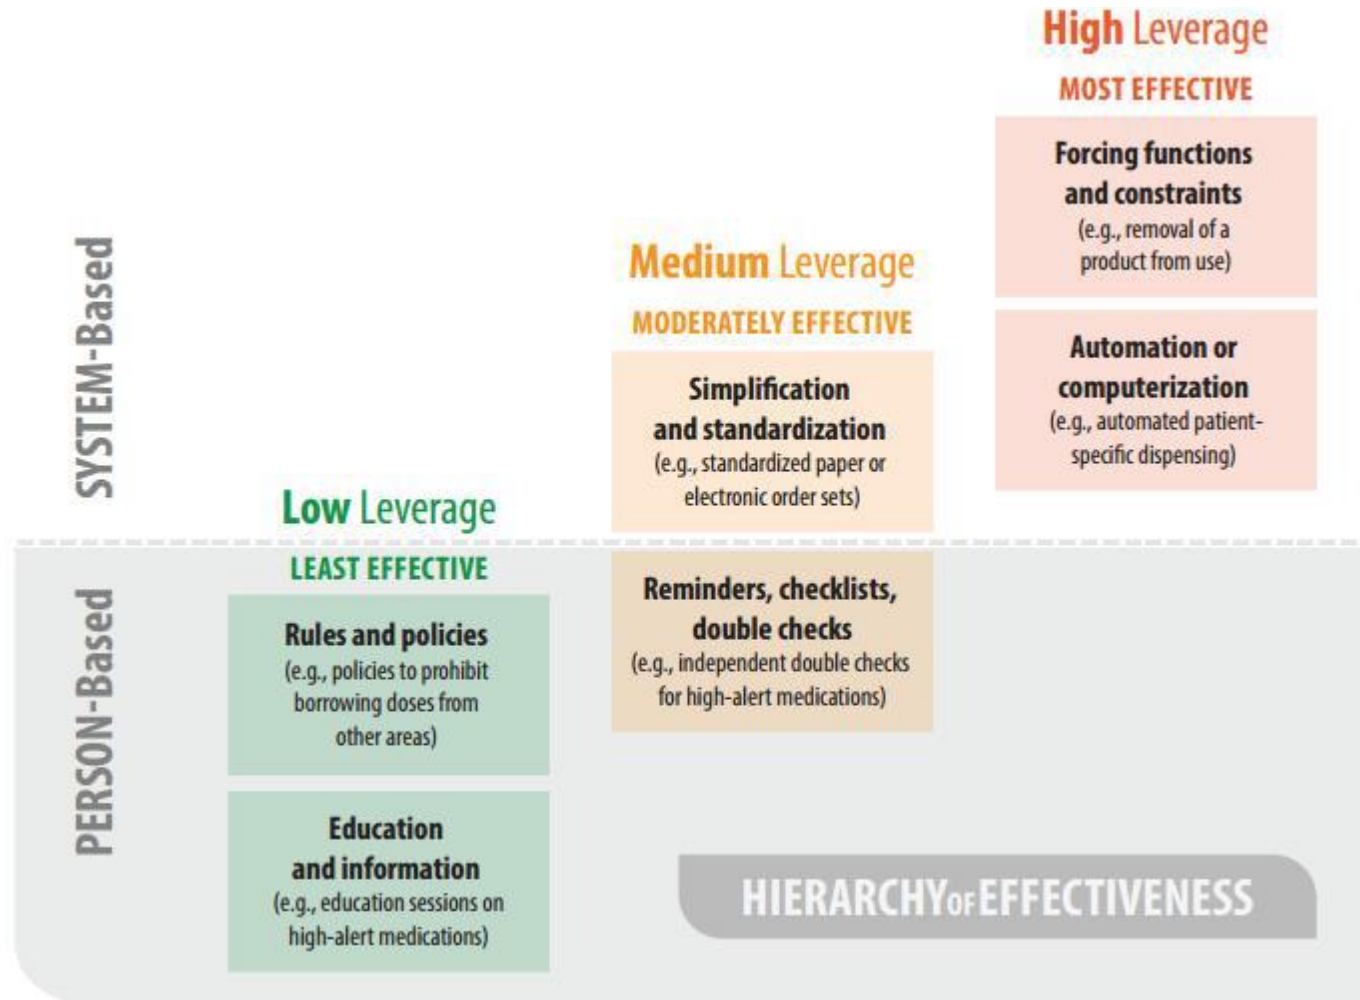 High Leverage
MOST EFFECTIVE
Forcing functions
and constraints
(e.g., removal of a
product from use)
Automation or
computerization
(e.g., automated patient-
specific dispensing)
SYSTEM-Based
Medium Leverage
MODERATELY EFFECTIVE
Simplification
and standardization
(e.g., standardized paper or
electronic order sets)
Reminders, checklists,
double checks
(e.g., independent double checks
for high-alert medications)
Low Leverage
LEAST EFFECTIVE
Rules and policies
(e.g., policies to prohibit
borrowing doses from
other areas)
Education
and information
(e.g., education sessions on
high-alert medications)
PERSON-Based
HIERARCHY OF EFFECTIVENESS